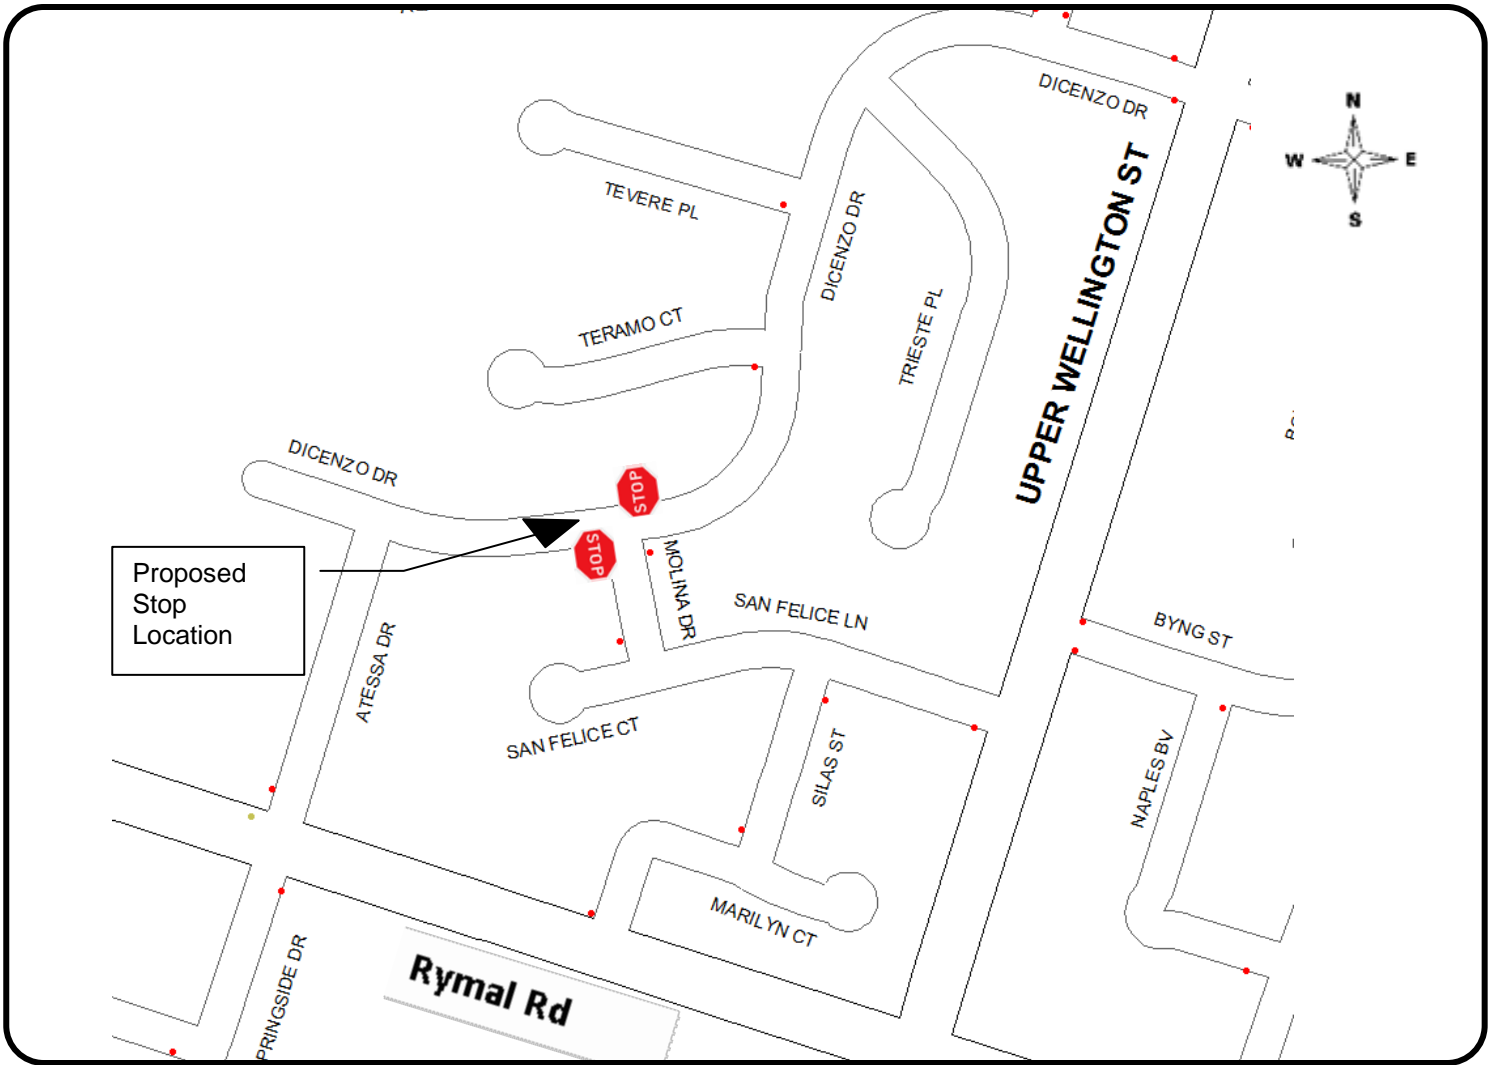 DICENZO DR
N
W E
S
TEVERE PL
DICENZO DR
UPPER WELLINGTON ST
TERAMO CT
TRIESTE PL
DICENZO DR
STOP
STOP
Proposed
Stop
Location
MOLINA DR
SAN FELICE LN
BYNG ST
ATESSA DR
SAN FELICE CT
SILAS ST
NAPLES BV
MARILYN CT
PRINGSIDE DR
Rymal Rd